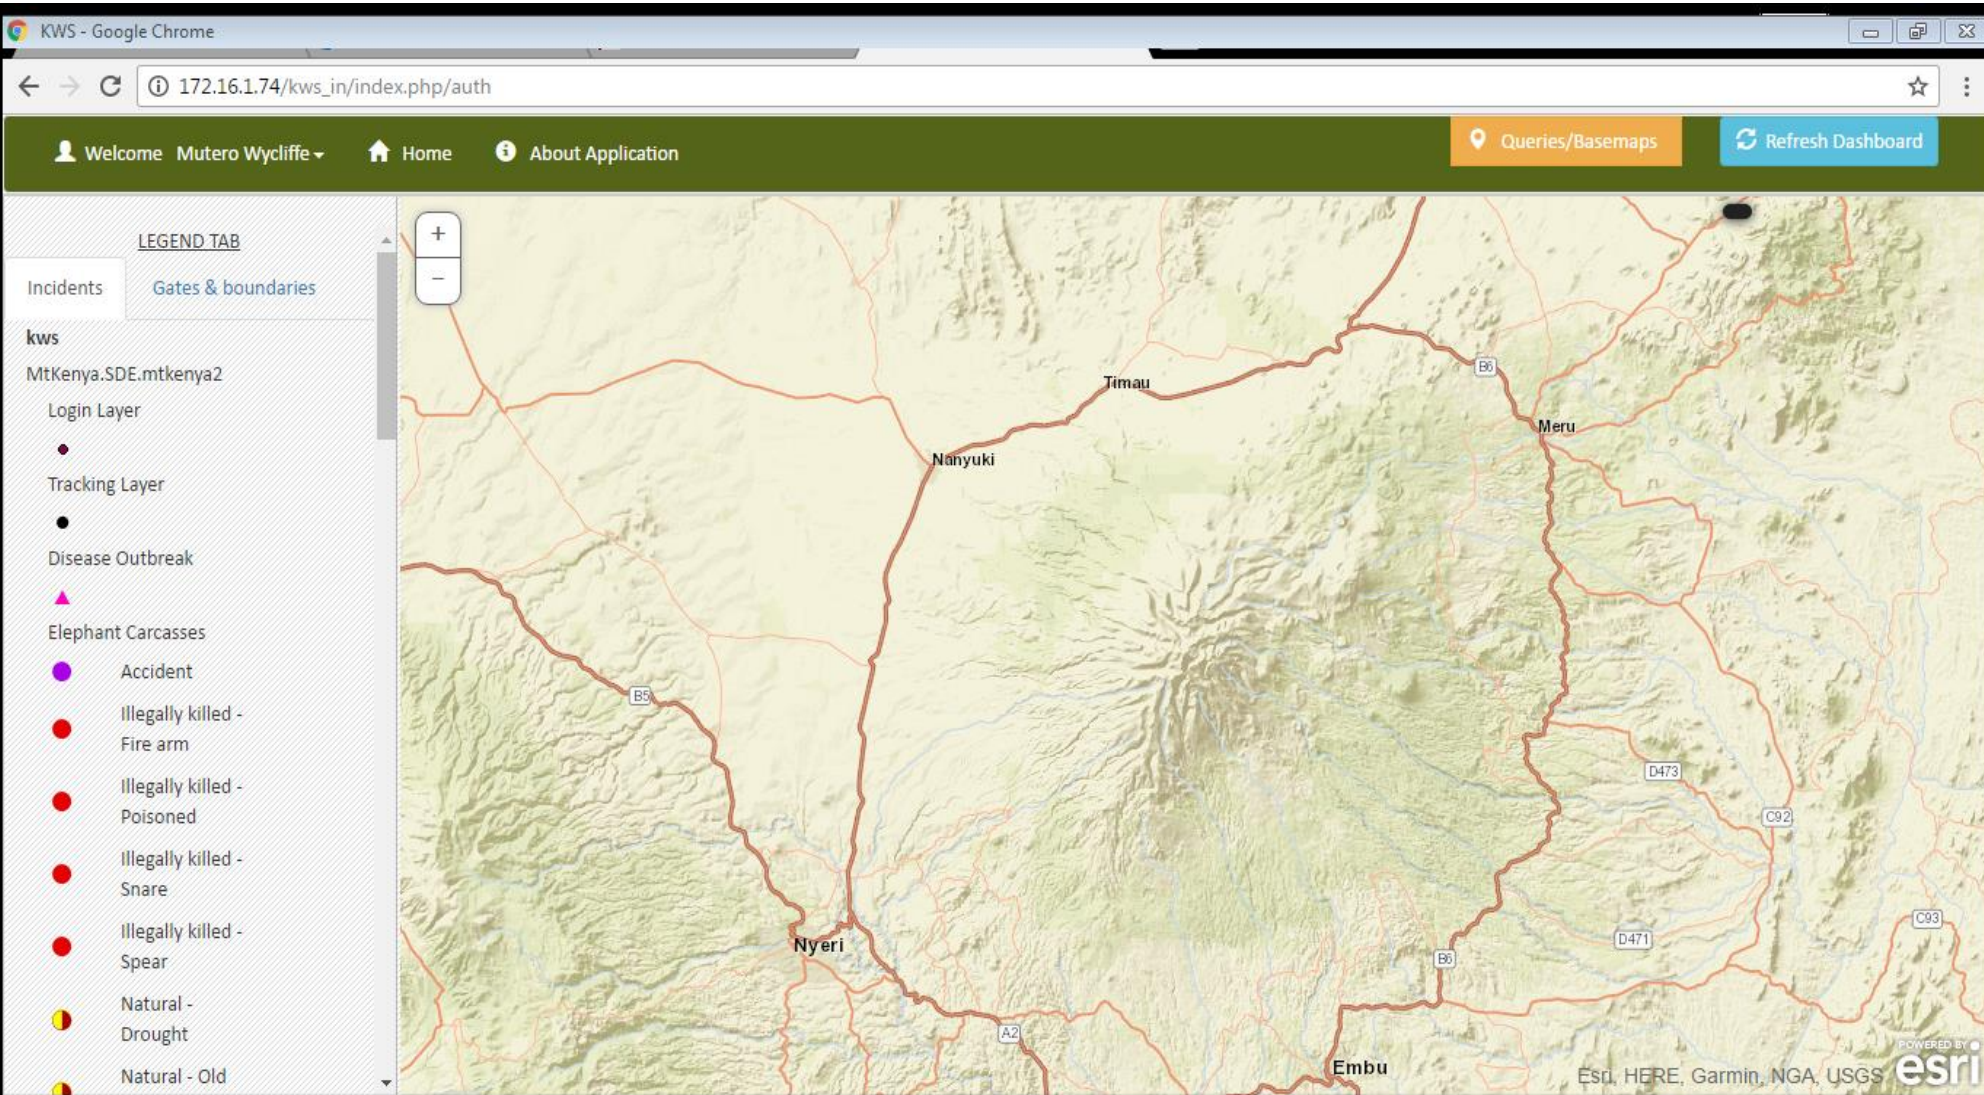 KWS - Google Chrome
172.16.1.74/kws_in/index.php/auth
Welcome Mutero Wycliffe
Home
About Application
Queries/Basemaps
Refresh Dashboard
LEGEND TAB
Incidents
Gates & boundaries
kws
MtKenya.SDE.mtkenya2
Login Layer
Tracking Layer
Disease Outbreak
Elephant Carcasses
Accident
Illegally killed -
Fire arm
Illegally killed -
Poisoned
Illegally killed -
Snare
Illegally killed -
Spear
Natural -
Drought
Natural - Old
+
−
Timau
B6
Meru
Nanyuki
B5
D473
C92
C93
Nyeri
D471
B6
A2
Embu
Esri, HERE, Garmin, NGA, USGS
POWERED BY
esri